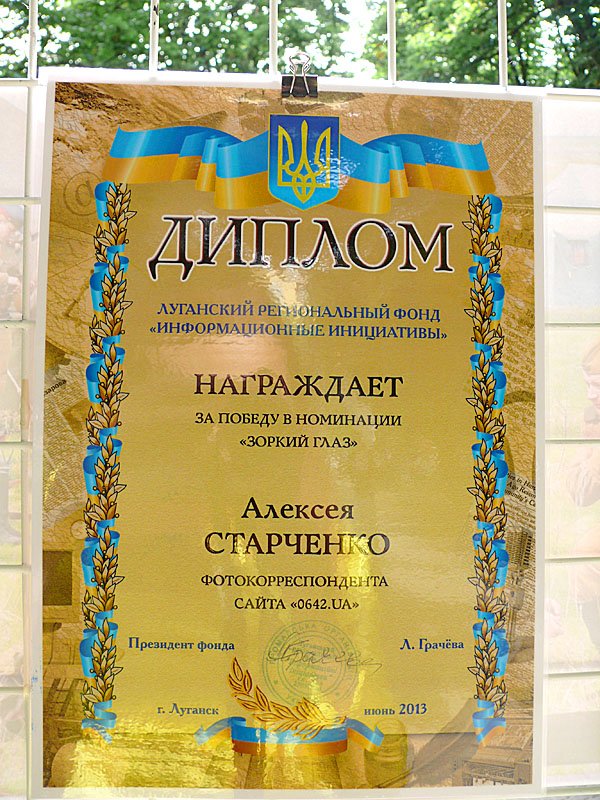 ДИПЛОМ
ЛУГАНСКИЙ РЕГИОНАЛЬНЫЙ ФОНД
«ИНФОРМАЦИОННЫЕ ИНИЦИАТИВЫ»
НАГРАЖДАЕТ
ЗА ПОБЕДУ В НОМИНАЦИИ
«ЗОРКИЙ ГЛАЗ»
Алексея
СТАРЧЕНКО
ФОТОКОРРЕСПОНДЕНТА
САЙТА «0642.UA»
Президент фонда Л. Грачёва
г. Луганск июнь 2013